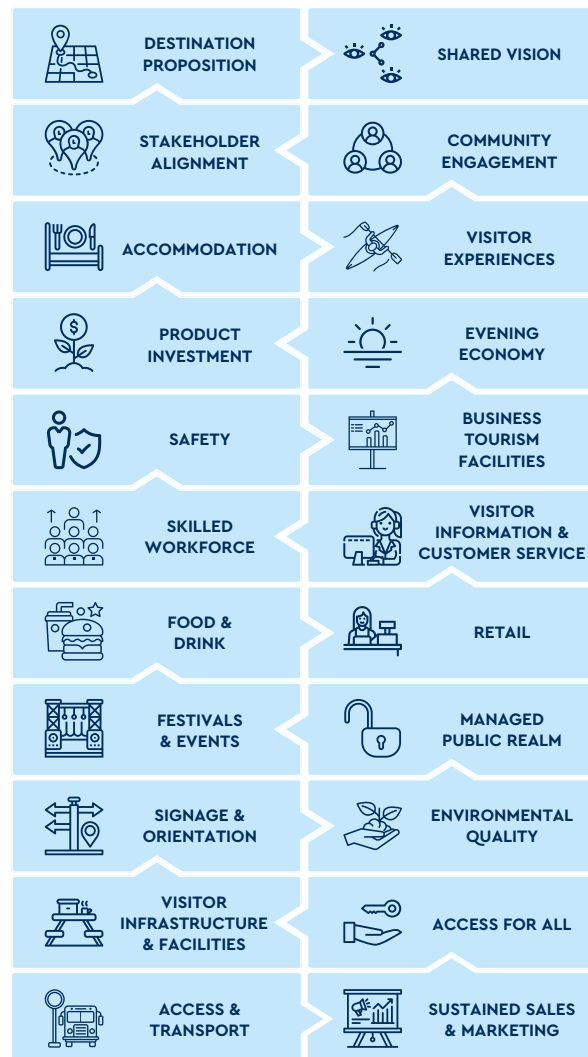 DESTINATION
PROPOSITION
SHARED VISION
STAKEHOLDER
ALIGNMENT
COMMUNITY
ENGAGEMENT
ACCOMMODATION
VISITOR
EXPERIENCES
PRODUCT
INVESTMENT
EVENING
ECONOMY
SAFETY
BUSINESS
TOURISM
FACILITIES
SKILLED
WORKFORCE
VISITOR
INFORMATION &
CUSTOMER SERVICE
FOOD &
DRINK
RETAIL
FESTIVALS
& EVENTS
MANAGED
PUBLIC REALM
SIGNAGE &
ORIENTATION
ENVIRONMENTAL
QUALITY
VISITOR
INFRASTRUCTURE
& FACILITIES
ACCESS FOR ALL
ACCESS &
TRANSPORT
SUSTAINED SALES
& MARKETING